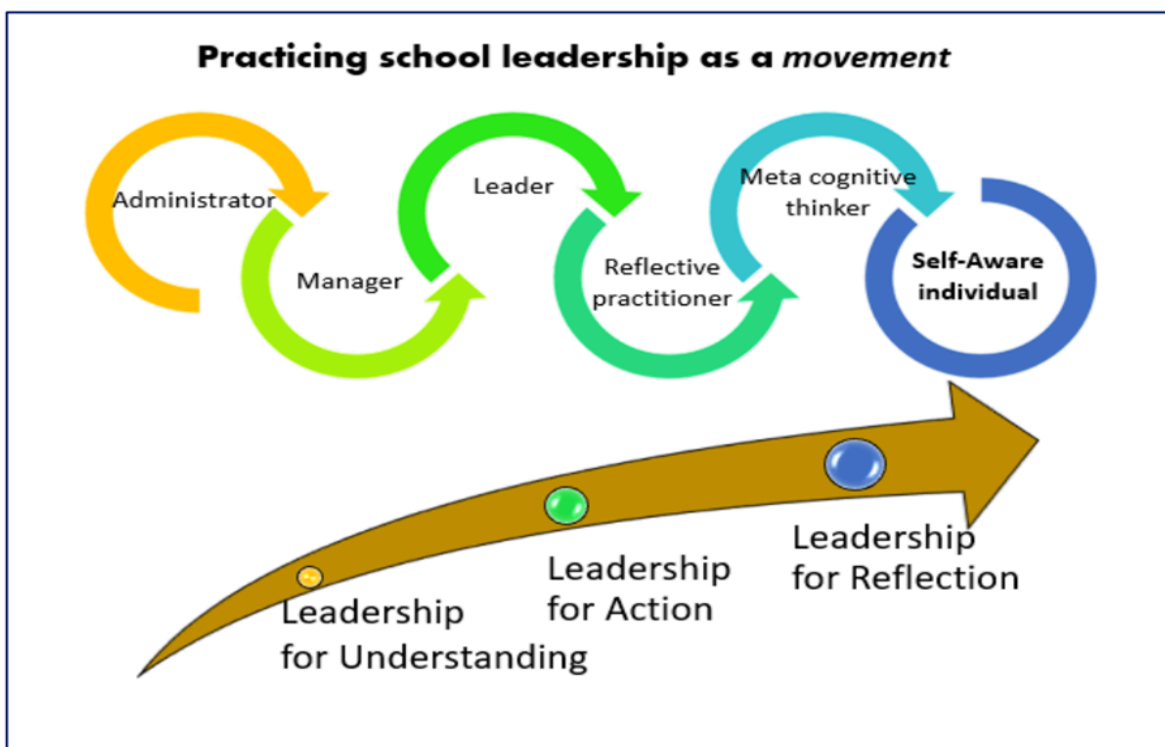 Practicing school leadership as a movement
Administrator
Manager
Leader
Reflective
practitioner
Meta cognitive
thinker
Self-Aware
individual
Leadership
for Understanding
Leadership
for Action
Leadership
for Reflection